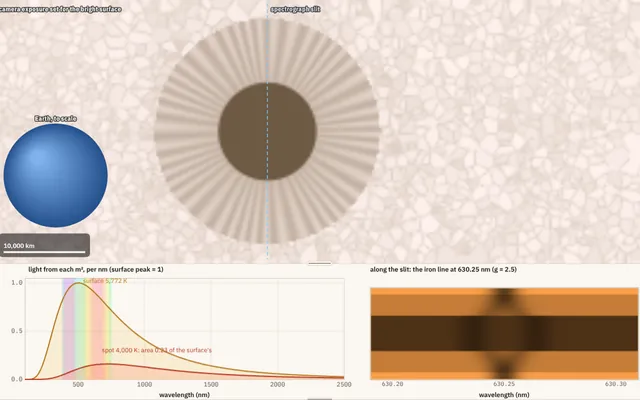 camera exposure set for the bright surface
spectrograph slit
Earth, to scale
10,000 km
light from each m², per nm (surface peak = 1)
surface 5,772 K
1.0
0.5
spot 4,000 K: area 0.23 of the surface's
0.0
500
1000
1500
2000
2500
wavelength (nm)
along the slit: the iron line at 630.25 nm (g = 2.5)
630.20
630.25
630.30
wavelength (nm)